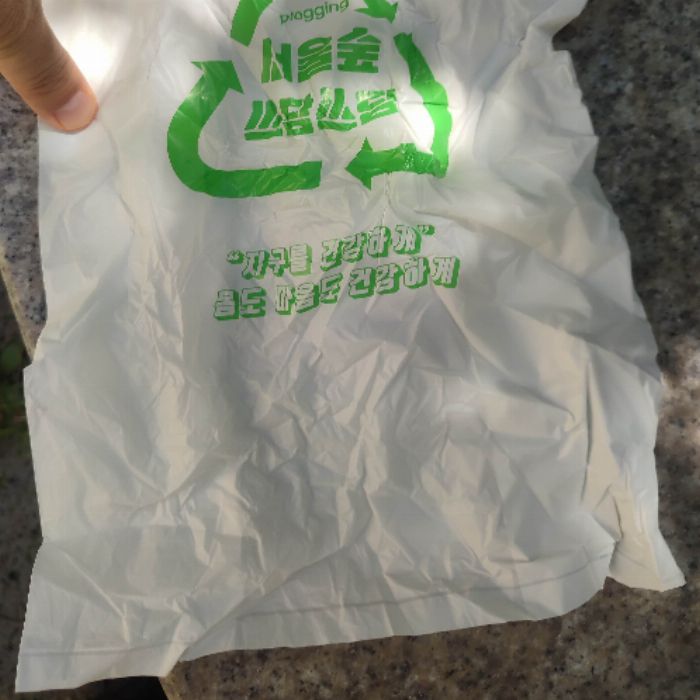 plogging
서울숲
쓰담쓰담
“지구를 건강하게”
몸도 마음도 건강하게